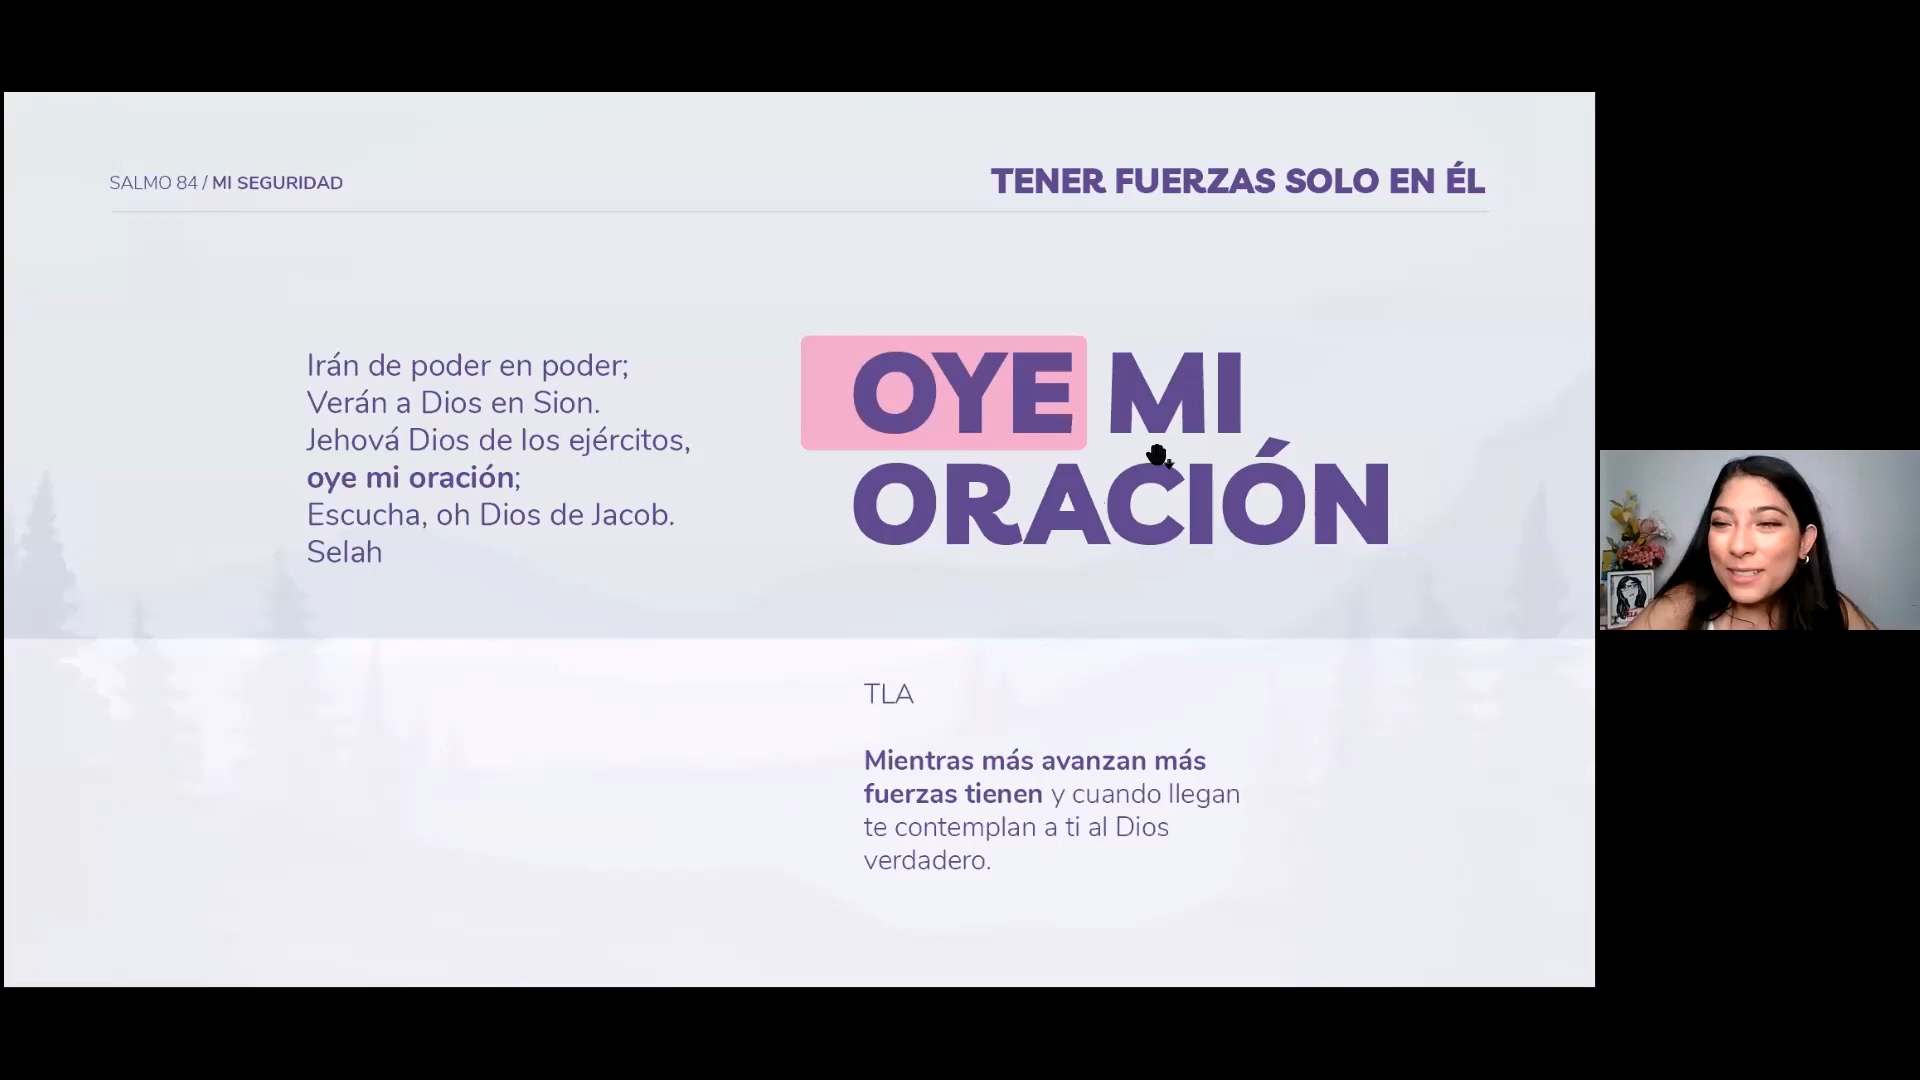 SALMO 84 / MI SEGURIDAD
TENER FUERZAS SOLO EN ÉL
Irán de poder en poder;
Verán a Dios en Sion.
Jehová Dios de los ejércitos,
oye mi oración;
Escucha, oh Dios de Jacob.
Selah
OYE MI
ORACIÓN
TLA
Mientras más avanzan más
fuerzas tienen y cuando llegan
te contemplan a ti al Dios
verdadero.